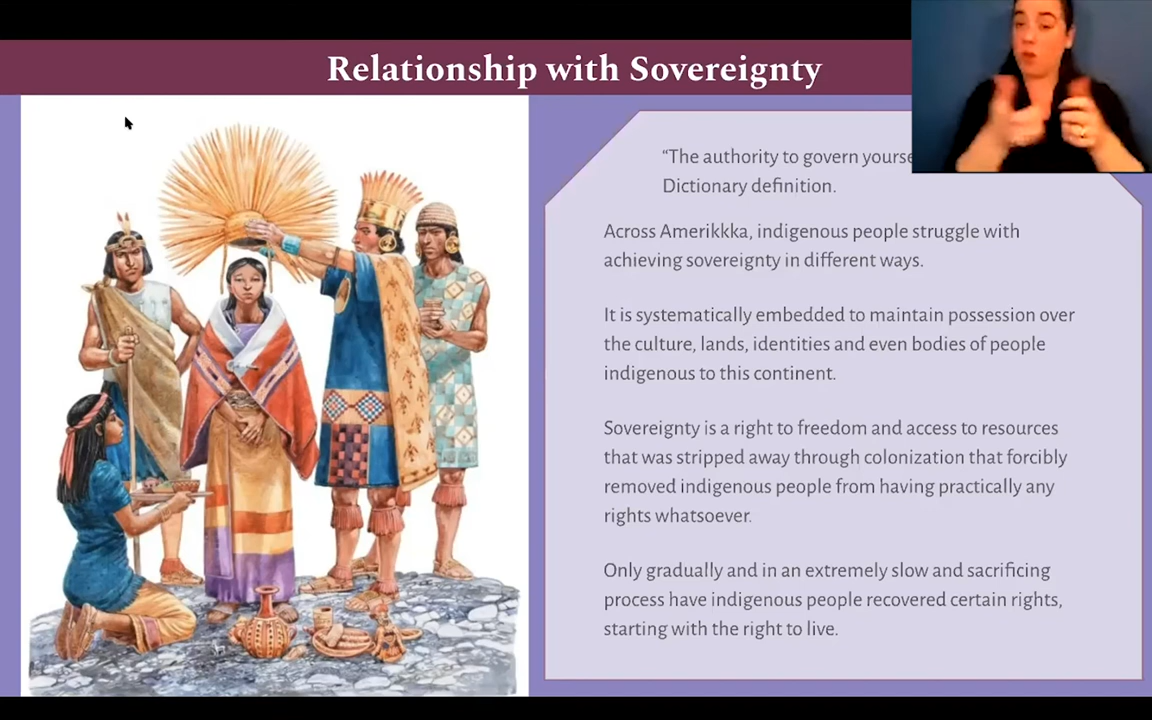 Relationship with Sovereignty
“The authority to govern
Dictionary definition.
Across Amerikkka, indigenous people struggle with
achieving sovereignty in different ways.
It is systematically embedded to maintain possession over
the culture, lands, identities and even bodies of people
indigenous to this continent.
Sovereignty is a right to freedom and access to resources
that was stripped away through colonization that forcibly
removed indigenous people from having practically any
rights whatsoever.
Only gradually and in an extremely slow and sacrificing
process have indigenous people recovered certain rights,
starting with the right to live.